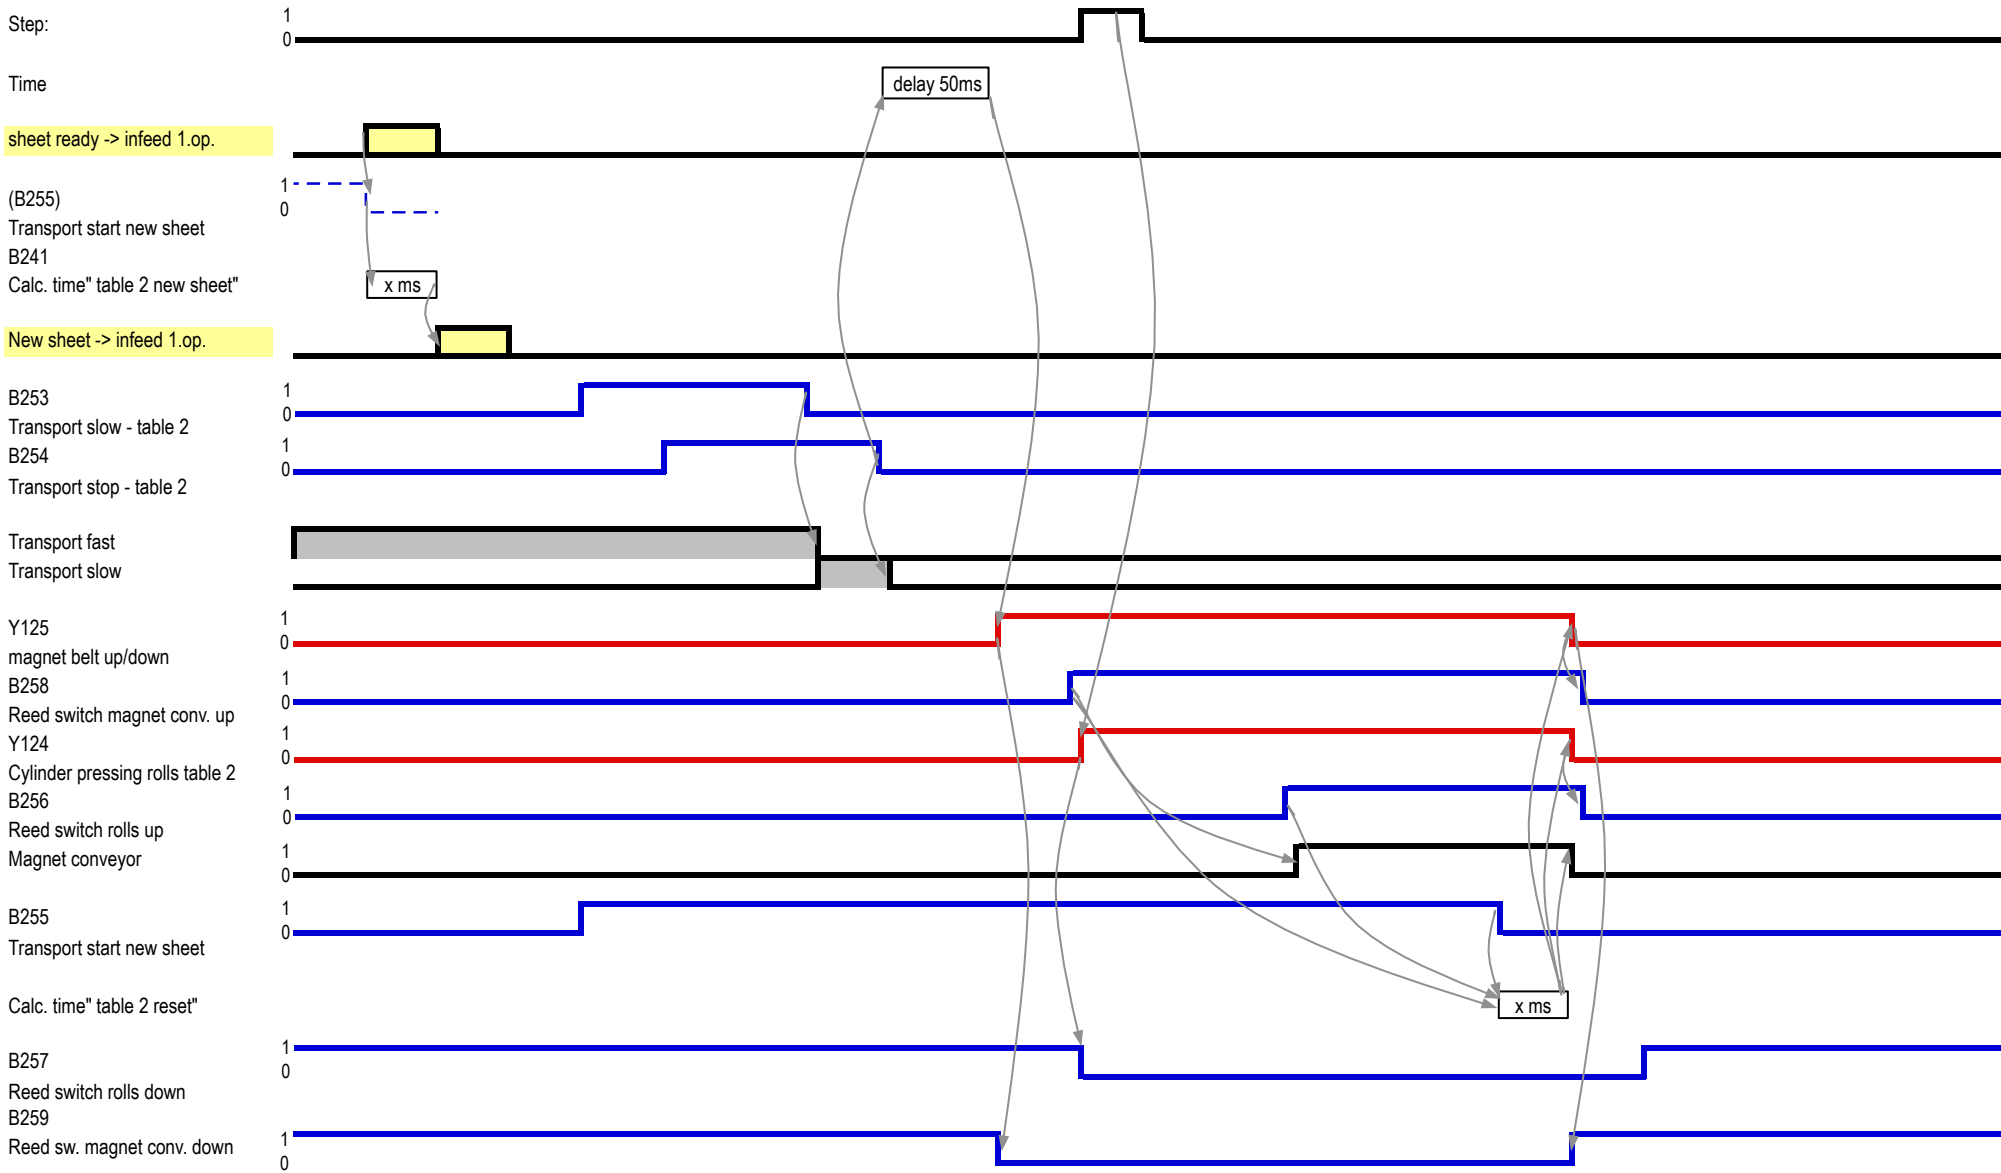 Step:
1
0
Time
delay 50ms
sheet ready -> infeed 1.op.
(B255)
1
0
Transport start new sheet
B241
Calc. time" table 2 new sheet"
x ms
New sheet -> infeed 1.op.
B253
1
0
Transport slow - table 2
B254
1
0
Transport stop - table 2
Transport fast
Transport slow
Y125
1
0
magnet belt up/down
B258
1
0
Reed switch magnet conv. up
Y124
1
0
Cylinder pressing rolls table 2
B256
1
0
Reed switch rolls up
Magnet conveyor
1
0
B255
1
0
Transport start new sheet
Calc. time" table 2 reset"
x ms
B257
1
0
Reed switch rolls down
B259
Reed sw. magnet conv. down
1
0